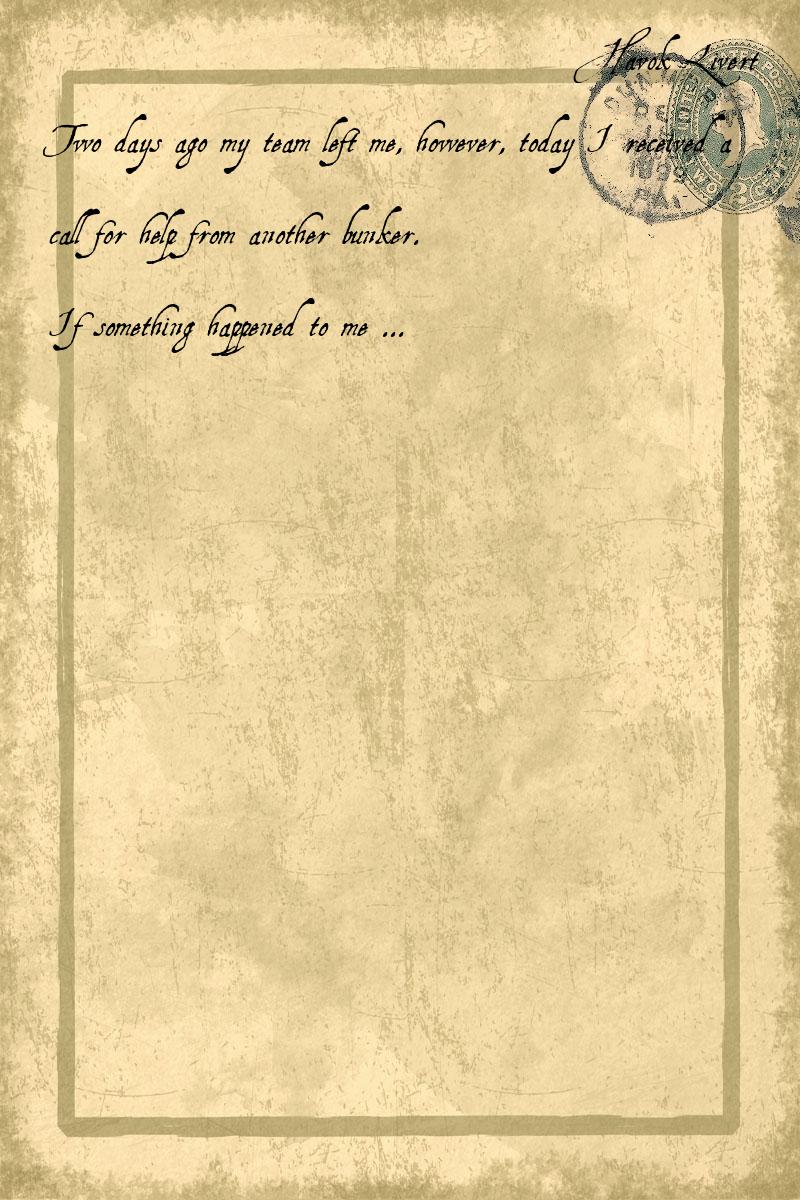 Havok Livert
Two days ago my team left me, however, today I received a
call for help from another bunker.
If something happened to me ...